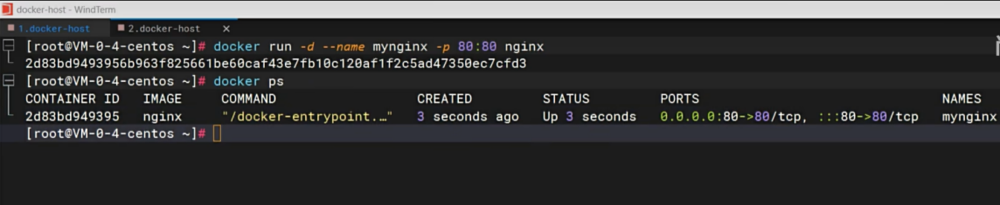 docker-host - WindTerm
1.docker-host 2.docker-host ×
[root@VM-0-4-centos ~]# docker run -d --name mynginx -p 80:80 nginx
2d83bd9493956b963f825661be60caf43e7fb10c120af1f2c5ad47350ec7cfd3
[root@VM-0-4-centos ~]# docker ps
CONTAINER ID IMAGE COMMAND CREATED STATUS PORTS NAMES
2d83bd949395 nginx "/docker-entrypoint.…" 3 seconds ago Up 3 seconds 0.0.0.0:80->80/tcp, :::80->80/tcp mynginx
[root@VM-0-4-centos ~]#